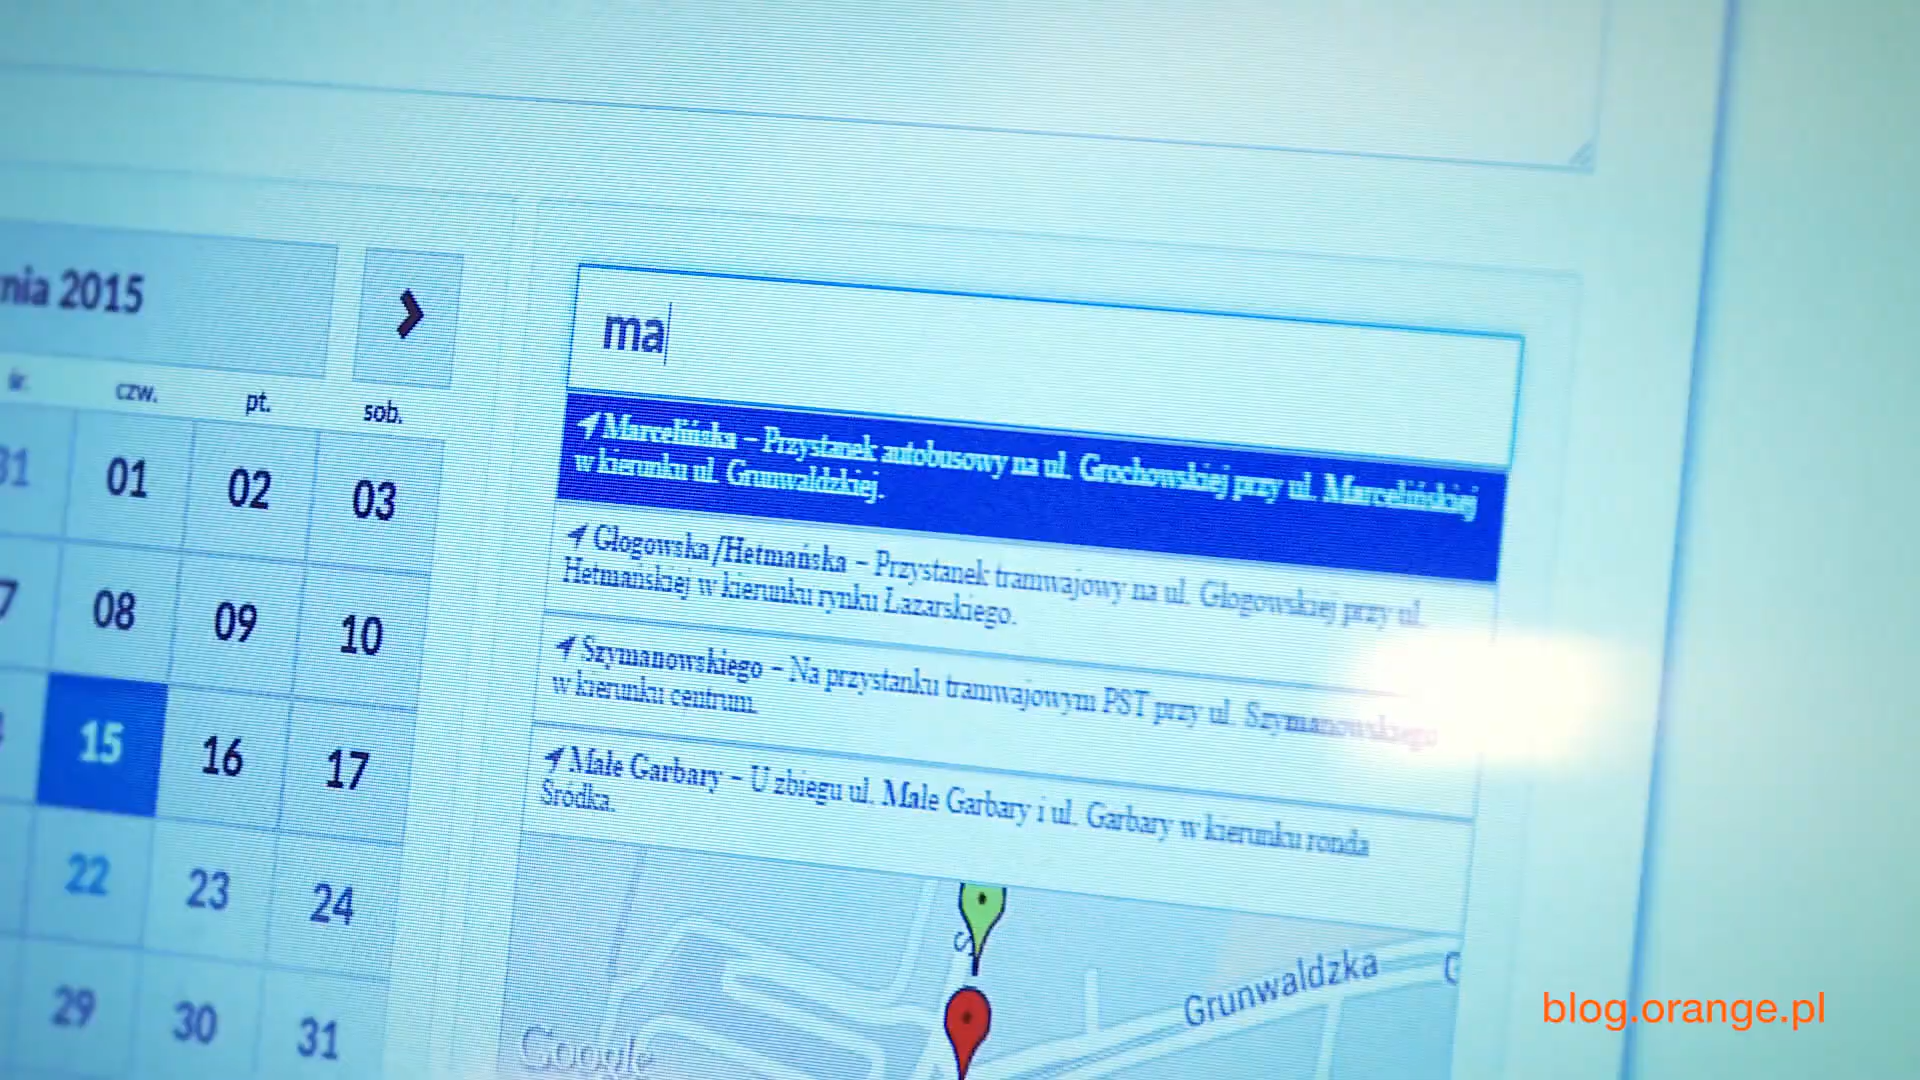 nia 2015
śr.
czw.
pt.
sob.
31
01
02
03
7
08
09
10
15
16
17
22
23
24
29
30
31
ma
Marcelińska – Przystanek autobusowy na ul. Grochowskiej przy ul. Marcelińskiej
w kierunku ul. Grunwaldzkiej.
Głogowska/Hetmańska – Przystanek tramwajowy na ul. Głogowskiej przy ul.
Hetmańskiej w kierunku rynku Łazarskiego.
Szymanowskiego – Na przystanku tramwajowym PST przy ul. Szymanowskiego
w kierunku centrum.
Małe Garbary – U zbiegu ul. Małe Garbary i ul. Garbary w kierunku ronda
Śródka.
Grunwaldzka
G
Google
blog.orange.pl